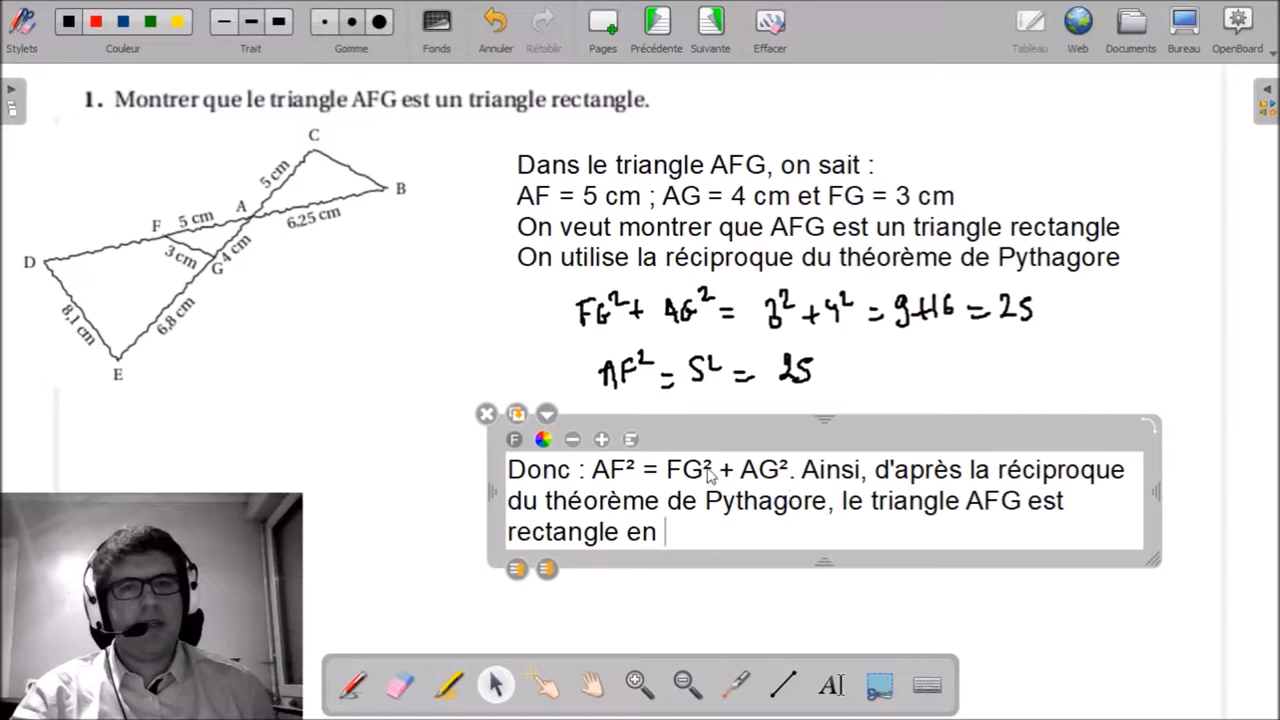 Stylets Couleur Trait Gomme Fonds Annuler Rétablir Pages Précédente Suivante Effacer Tableau Web Documents Bureau OpenBoard
1. Montrer que le triangle AFG est un triangle rectangle.
C
5 cm
B
A
6,25 cm
F
5 cm
D
3 cm
4 cm
G
8,1 cm
6,8 cm
E
Dans le triangle AFG, on sait :
AF = 5 cm ; AG = 4 cm et FG = 3 cm
On veut montrer que AFG est un triangle rectangle
On utilise la réciproque du théorème de Pythagore
FG² + AG² = 3² + 4² = 9+16 = 25
AF² = 5² = 25
F
Donc : AF² = FG² + AG². Ainsi, d'après la réciproque
du théorème de Pythagore, le triangle AFG est
rectangle en
AI